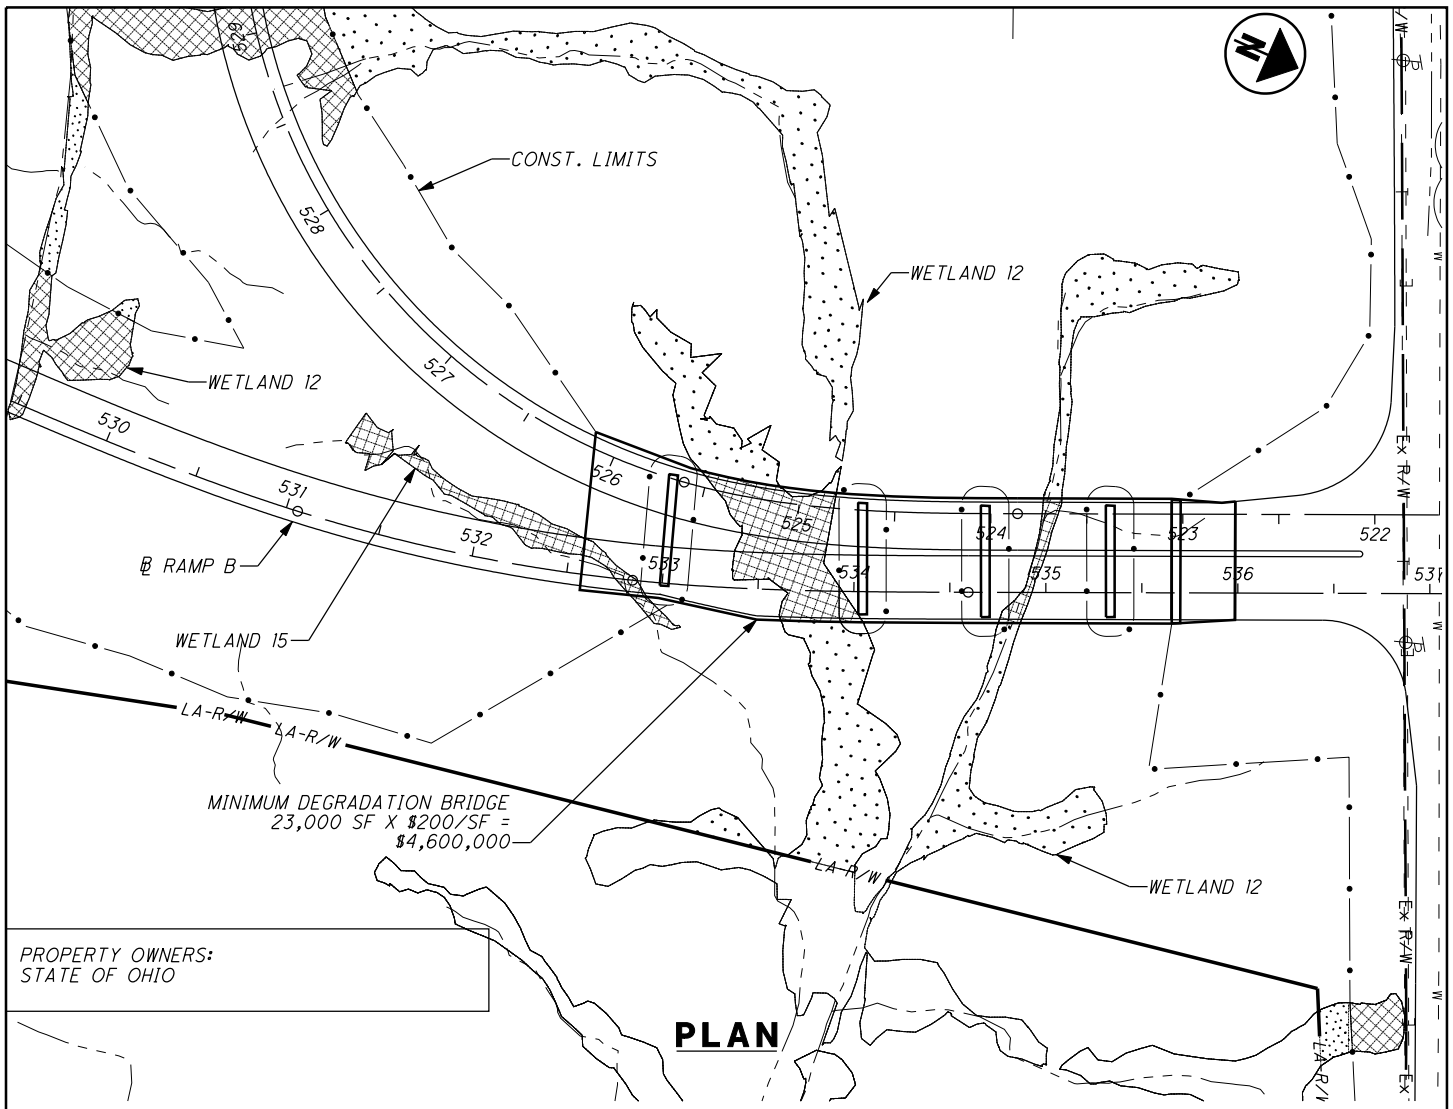 529
N
/W
CONST. LIMITS
528
WETLAND 12
527
WETLAND 12
530
Ex R/W
526
531
525
524
523
522
532
533
534
535
536
RAMP B
WETLAND 15
LA-R/W
LA-R/W
MINIMUM DEGRADATION BRIDGE
23,000 SF X $200/SF =
$4,600,000
LA-R/W
WETLAND 12
Ex R/W
PROPERTY OWNERS:
STATE OF OHIO
PLAN
LA-R/W
Ex